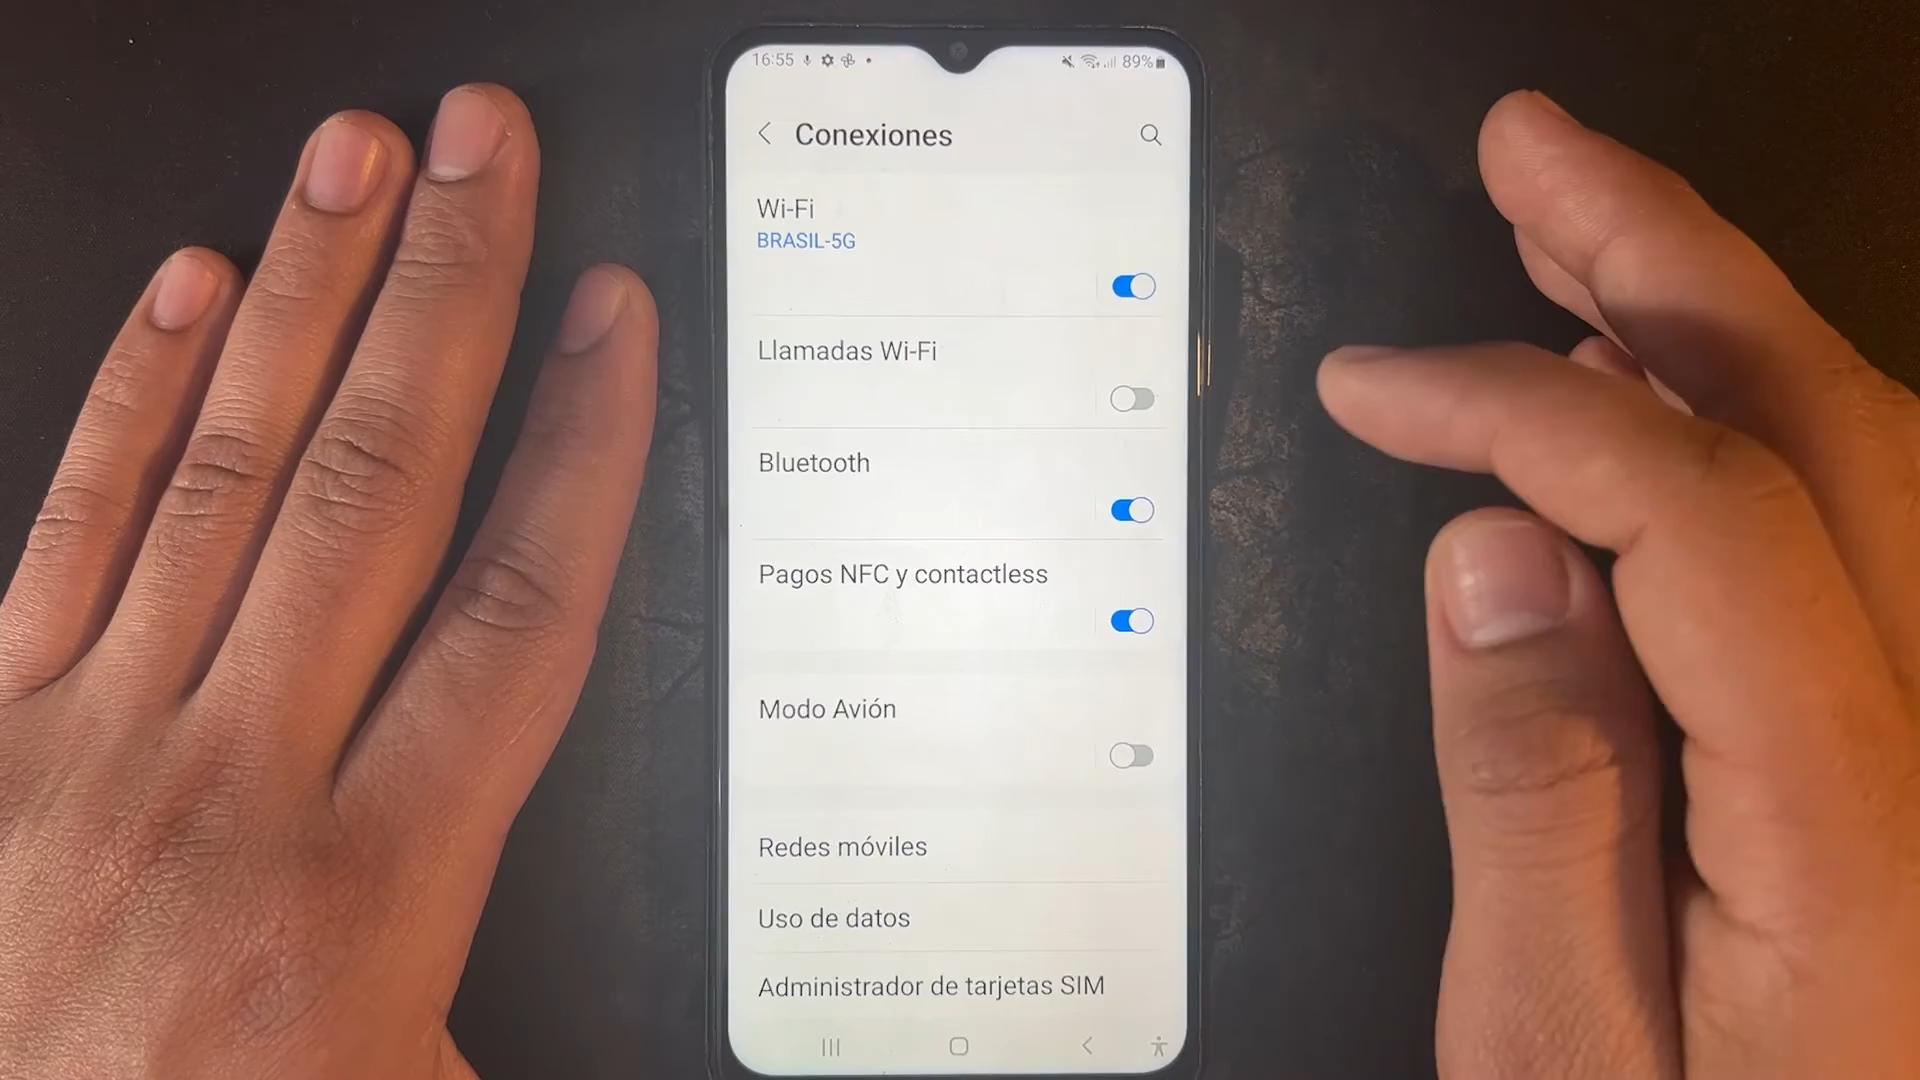 16:55
89%
Conexiones
Wi-Fi
BRASIL-5G
Llamadas Wi-Fi
Bluetooth
Pagos NFC y contactless
Modo Avión
Redes móviles
Uso de datos
Administrador de tarjetas SIM